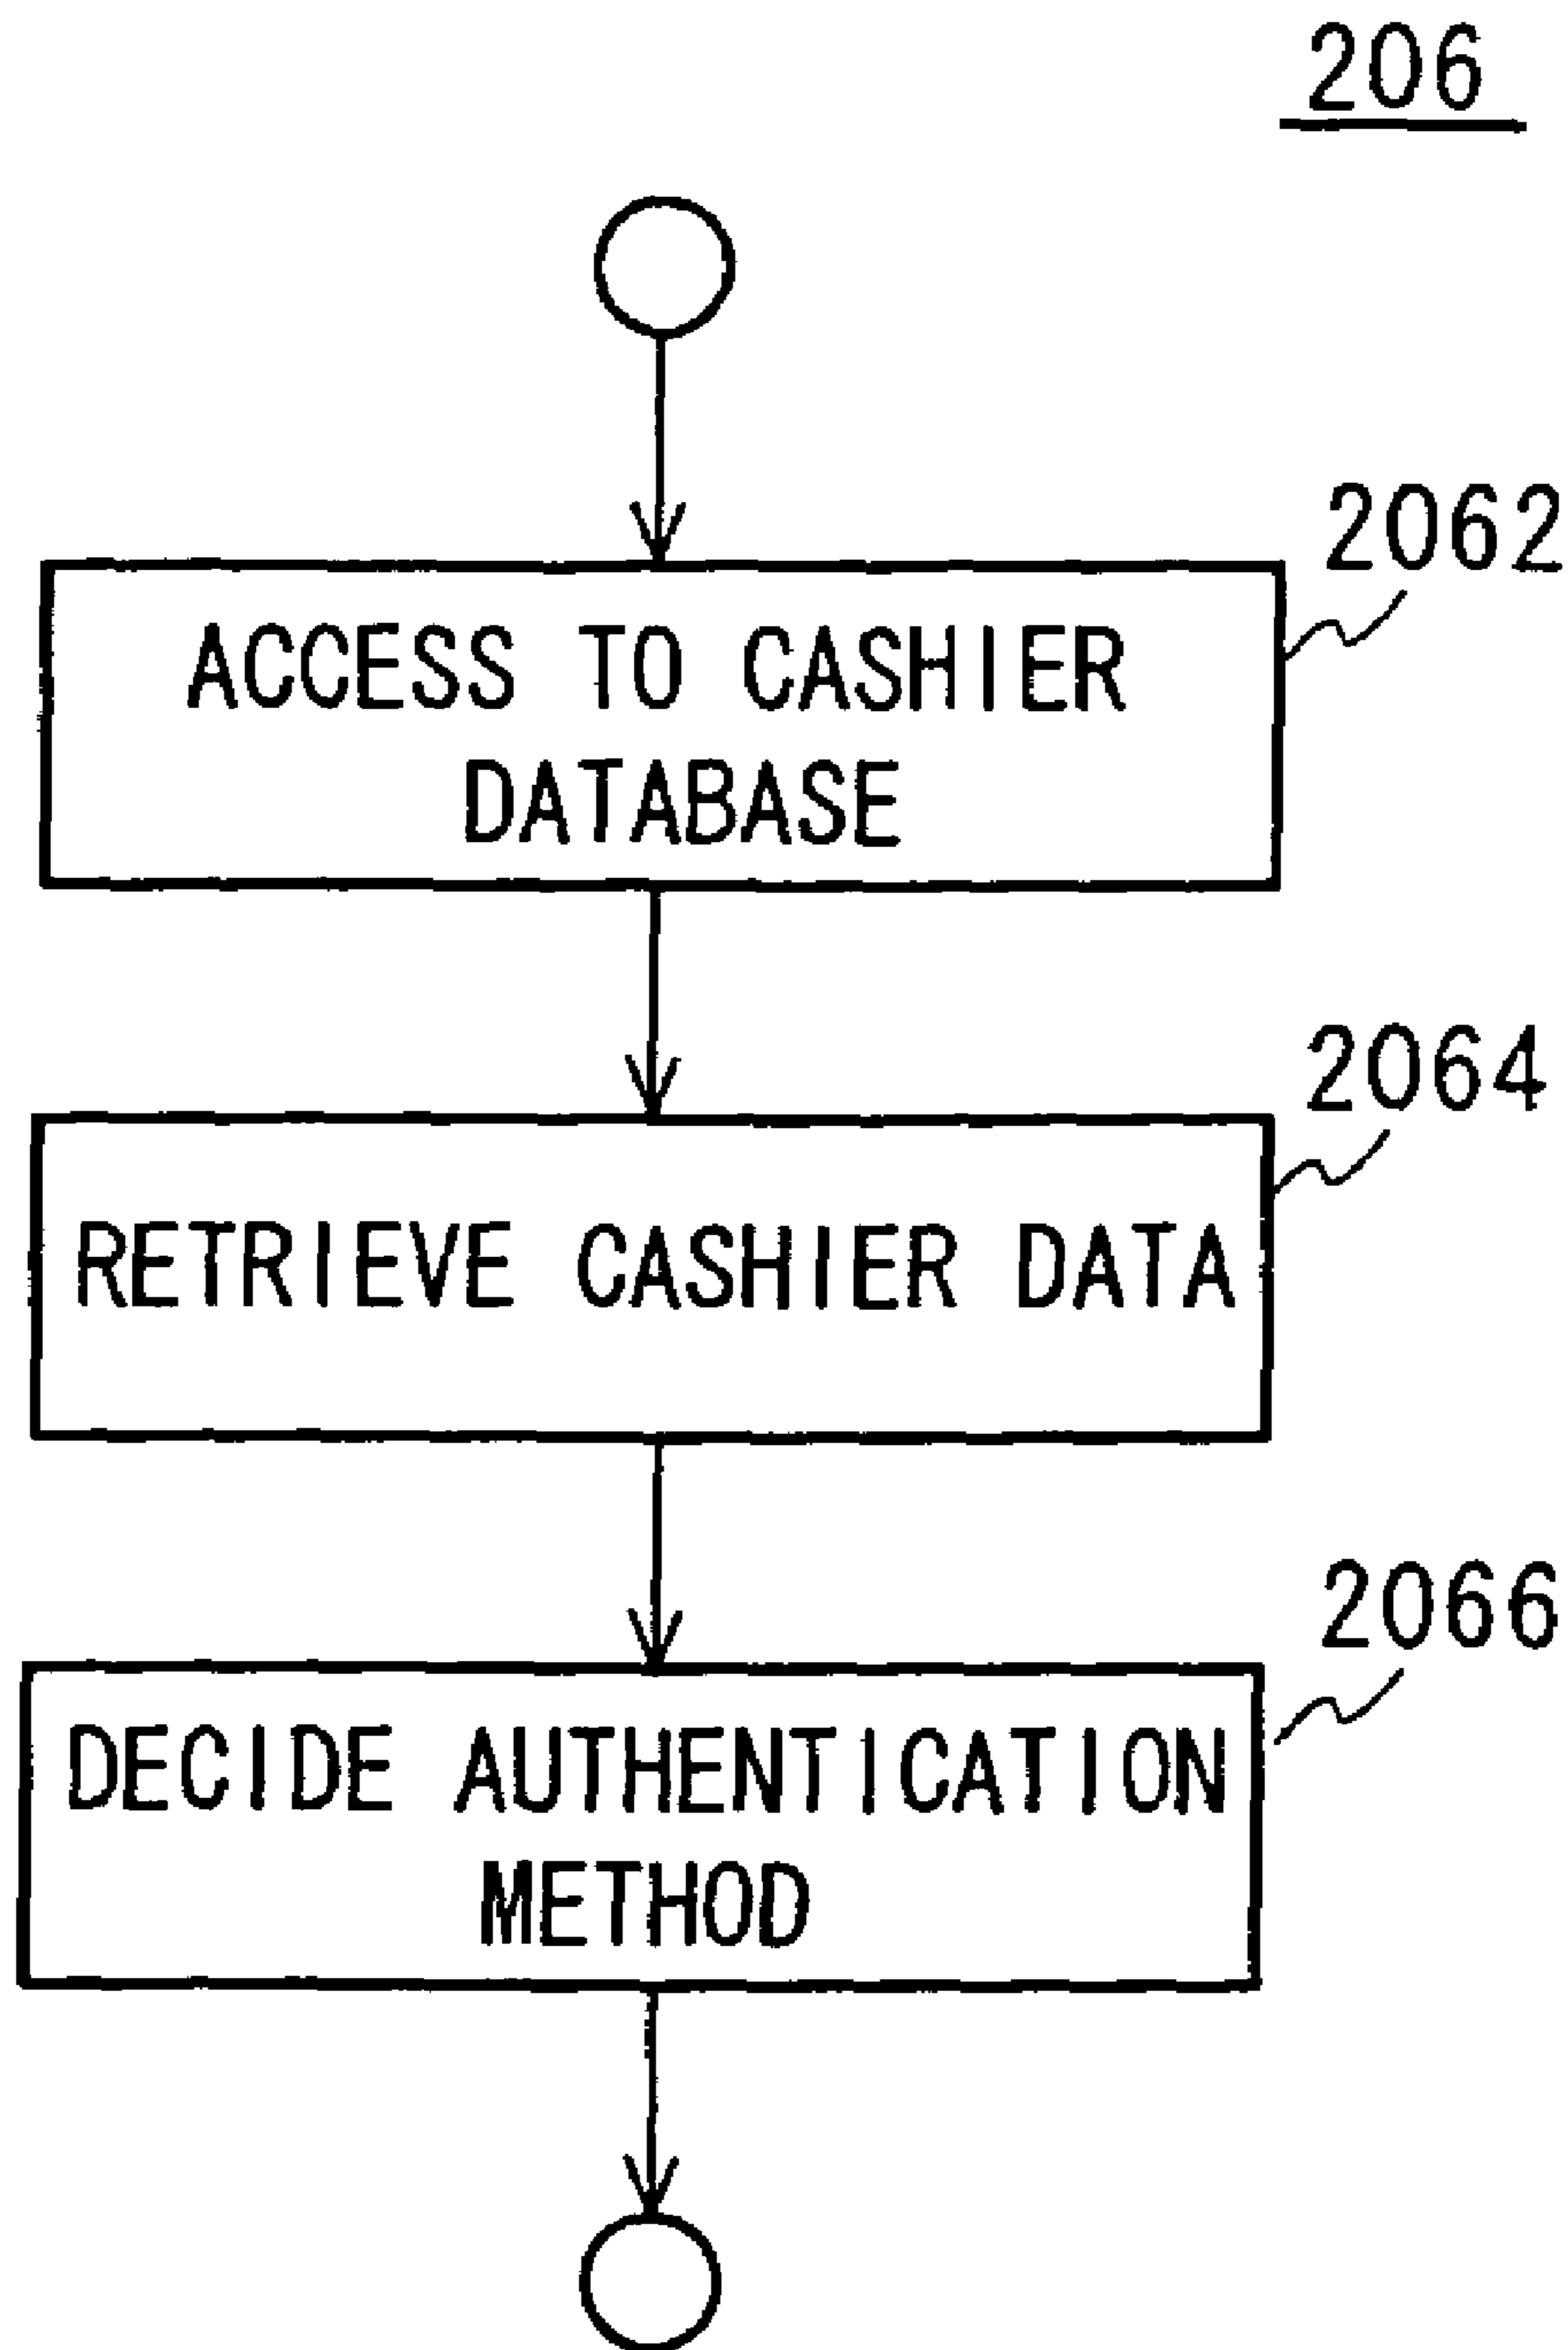 206
2062
ACCESS TO CASHIER
DATABASE
2064
RETRIEVE CASHIER DATA
2066
DECIDE AUTHENTICATION
METHOD